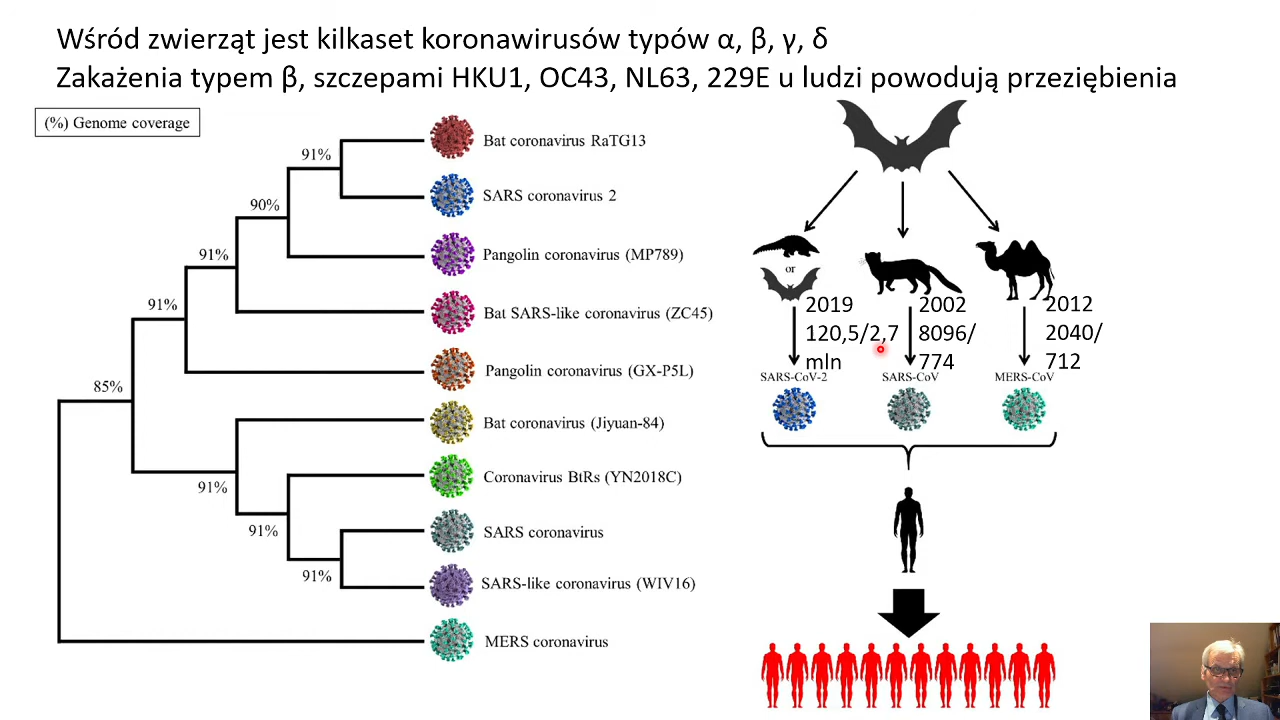 Wśród zwierząt jest kilkaset koronawirusów typów α, β, γ, δ
Zakażenia typem β, szczepami HKU1, OC43, NL63, 229E u ludzi powodują przeziębienia
(%) Genome coverage
91%
90%
91%
91%
85%
91%
91%
91%
Bat coronavirus RaTG13
SARS coronavirus 2
Pangolin coronavirus (MP789)
Bat SARS-like coronavirus (ZC45)
Pangolin coronavirus (GX-P5L)
Bat coronavirus (Jiyuan-84)
Coronavirus BtRs (YN2018C)
SARS coronavirus
SARS-like coronavirus (WIV16)
MERS coronavirus
or
2019
120,5/2,7
mln
2002
8096/
774
2012
2040/
712
SARS-CoV-2
SARS-CoV
MERS-CoV